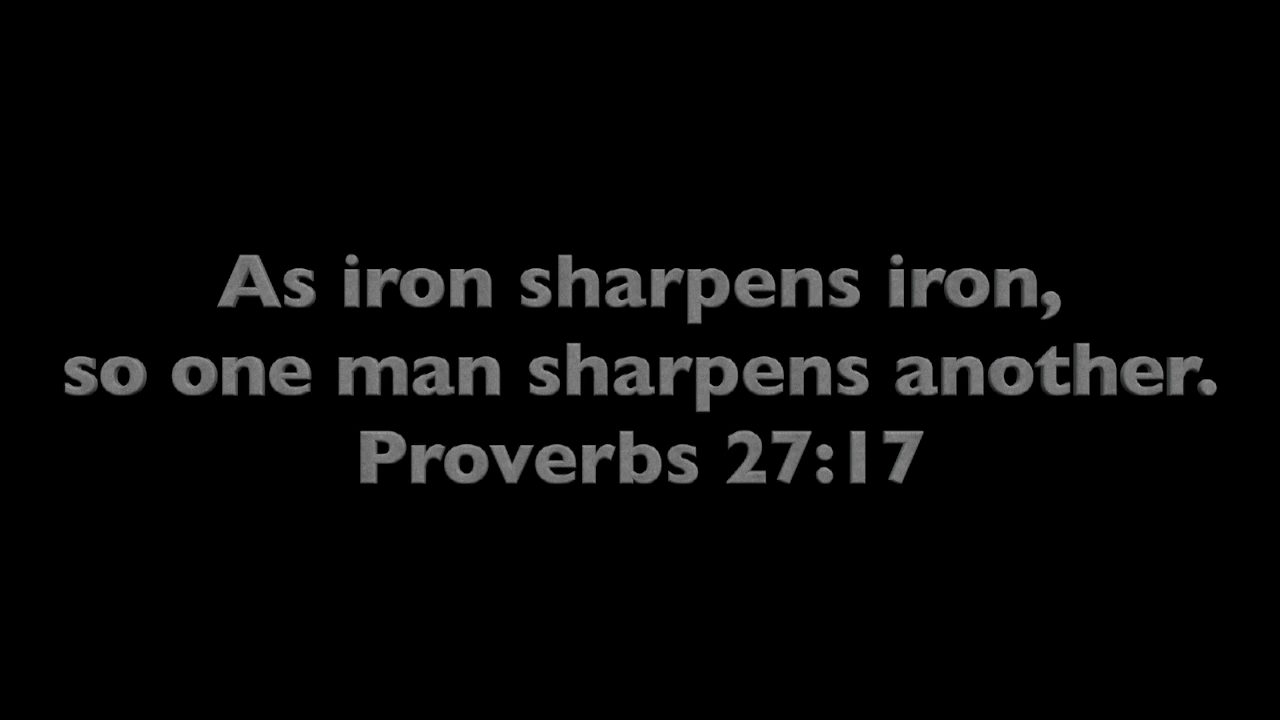 As iron sharpens iron,
so one man sharpens another.
Proverbs 27:17